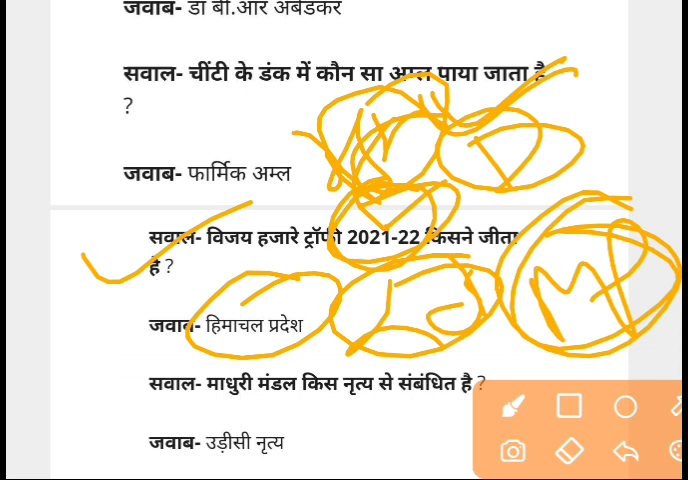 जवाब- डॉ बी.आर अंबेडकर
सवाल- चींटी के डंक में कौन सा अम्ल पाया जाता है
?
जवाब- फार्मिक अम्ल
सवाल- विजय हजारे ट्रॉफी 2021-22 किसने जीता
है ?
जवाब- हिमाचल प्रदेश
सवाल- माधुरी मंडल किस नृत्य से संबंधित है ?
जवाब- उड़ीसी नृत्य